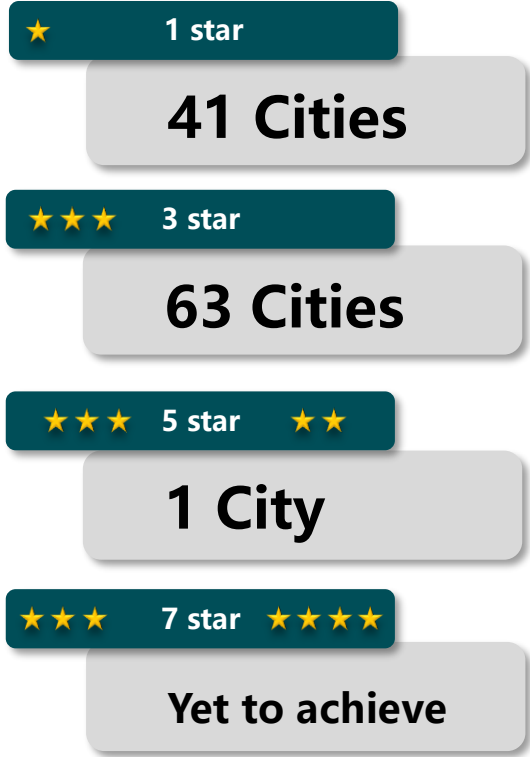 1 star
41 Cities
3 star
63 Cities
5 star
1 City
7 star
Yet to achieve